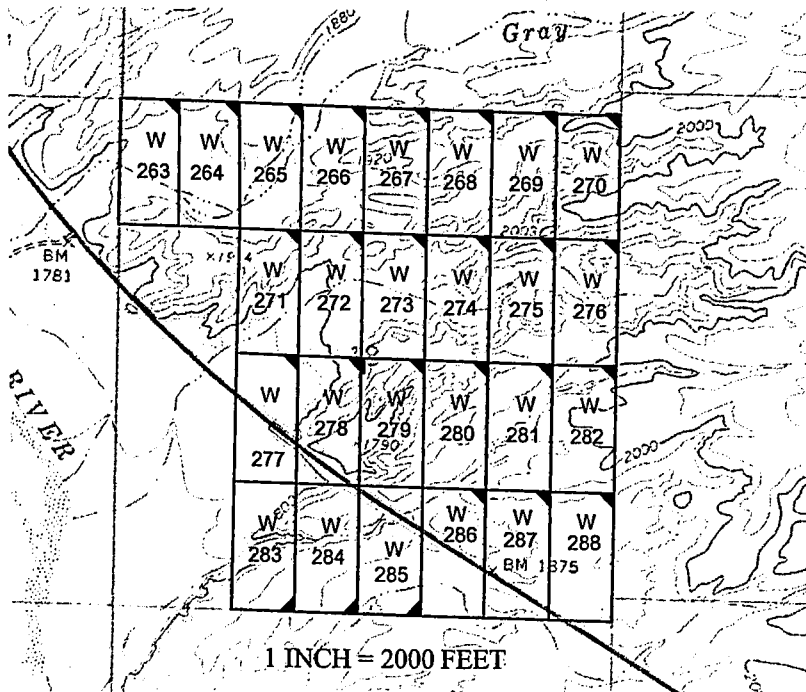 Gray
1880
2000
W W W W W W W W
263 264 265 266 267 268 269 270
1920
2000
BM
1781
W W W W W W
271 272 273 274 275 276
RIVER
W W W W W W
277 278 279 280 281 282
1790
2000
W W W W W W
283 284 285 286 287 288
BM 1875
1 INCH = 2000 FEET